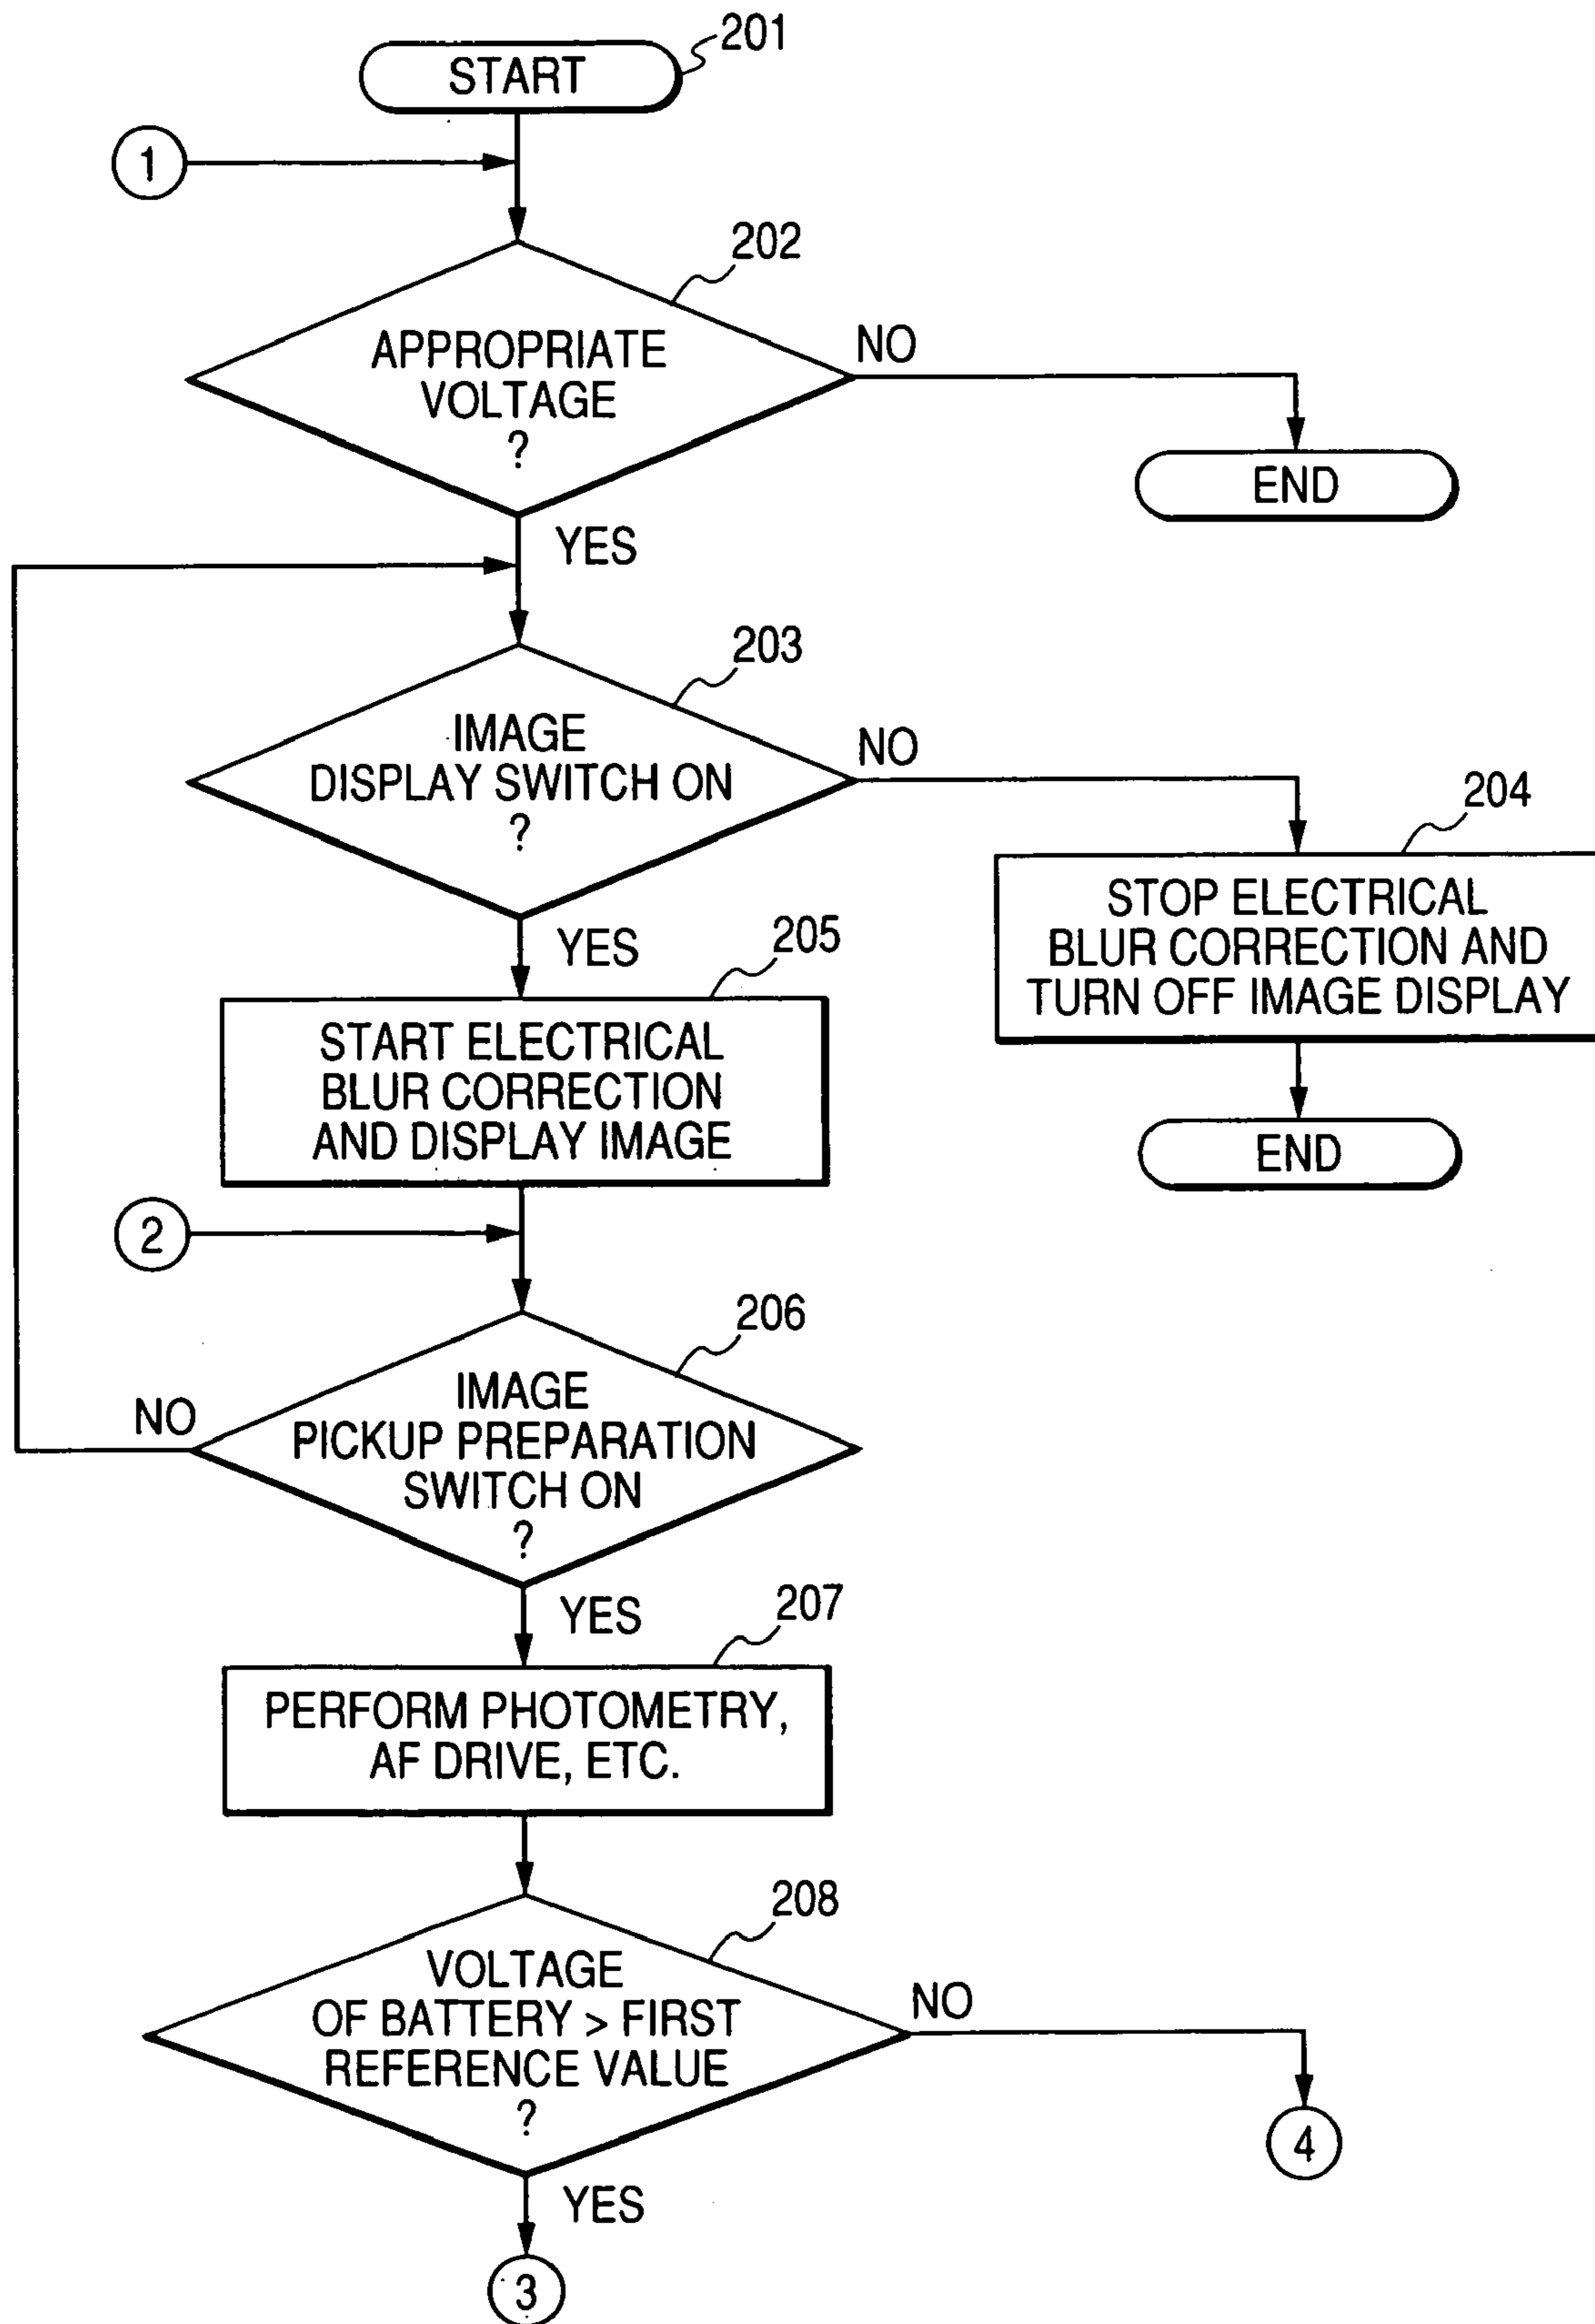 START
201
1
202
APPROPRIATE
VOLTAGE
?
NO
END
YES
203
IMAGE
DISPLAY SWITCH ON
?
NO
204
STOP ELECTRICAL
BLUR CORRECTION AND
TURN OFF IMAGE DISPLAY
END
YES
205
START ELECTRICAL
BLUR CORRECTION
AND DISPLAY IMAGE
2
206
IMAGE
PICKUP PREPARATION
SWITCH ON
?
NO
YES
207
PERFORM PHOTOMETRY,
AF DRIVE, ETC.
208
VOLTAGE
OF BATTERY > FIRST
REFERENCE VALUE
?
NO
4
YES
3